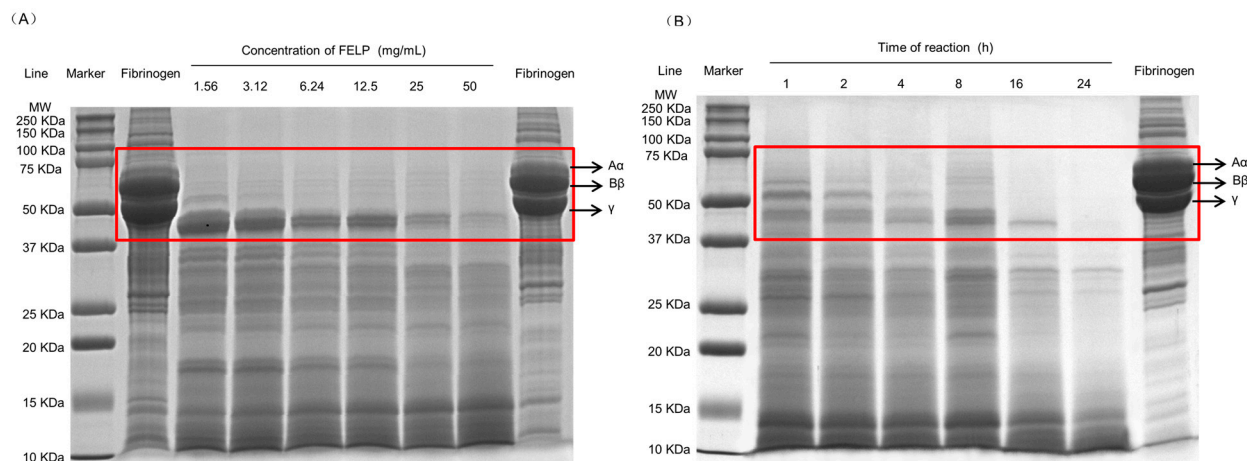 (A)
Concentration of FELP (mg/mL)
Line Marker Fibrinogen 1.56 3.12 6.24 12.5 25 50 Fibrinogen
MW
250 KDa
150 KDa
100 KDa
75 KDa
50 KDa
37 KDa
25 KDa
20 KDa
15 KDa
10 KDa
Aα
Bβ
γ
(B)
Time of reaction (h)
Line Marker 1 2 4 8 16 24 Fibrinogen
MW
250 KDa
150 KDa
100 KDa
75 KDa
50 KDa
37 KDa
25 KDa
20 KDa
15 KDa
10 KDa
Aα
Bβ
γ